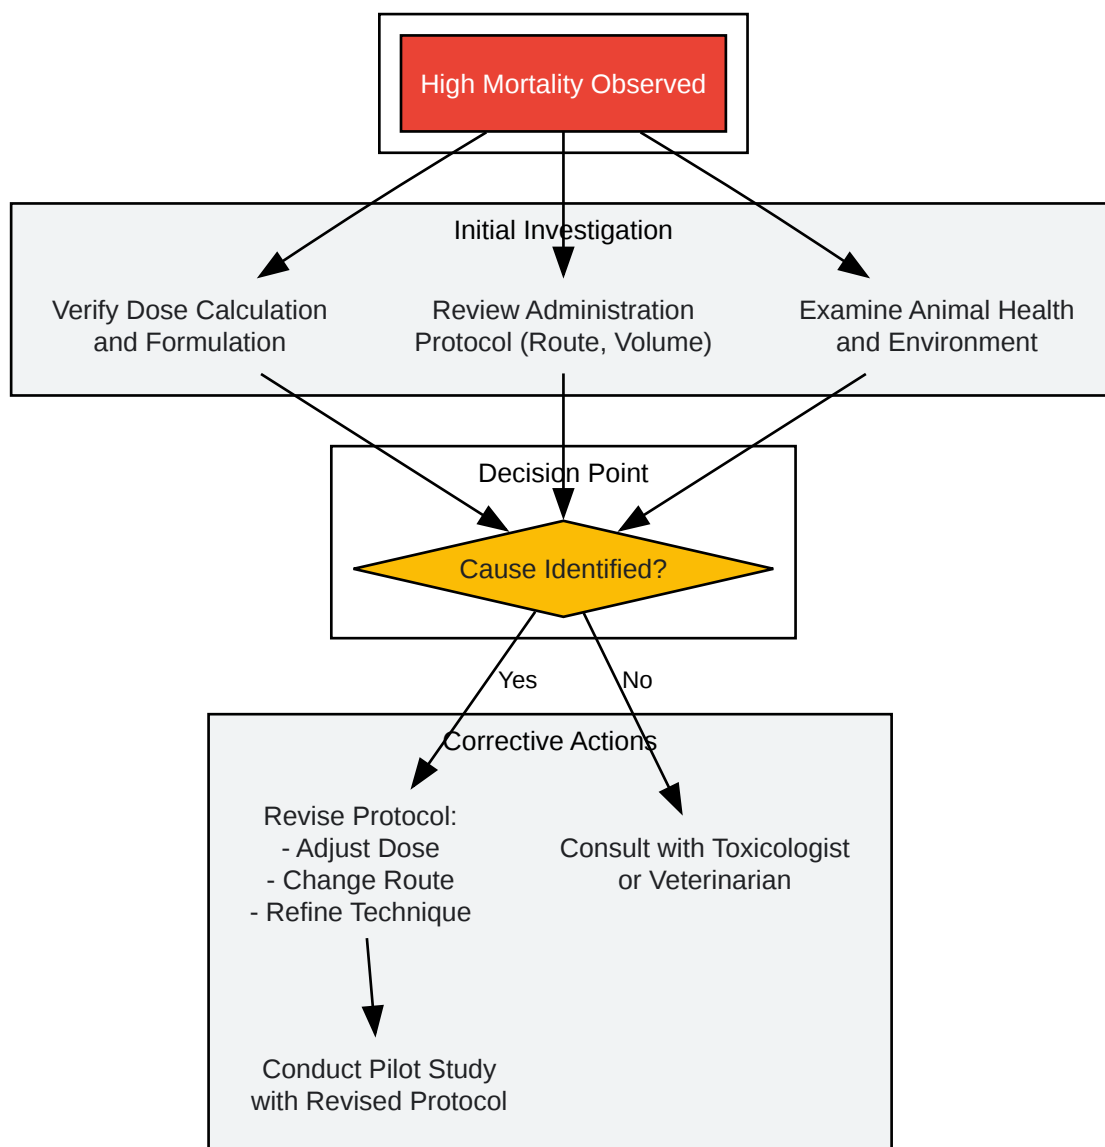 High Mortality Observed
Initial Investigation
Verify Dose Calculation
and Formulation
Review Administration
Protocol (Route, Volume)
Examine Animal Health
and Environment
Decision Point
Cause Identified?
Yes
No
Corrective Actions
Revise Protocol:
- Adjust Dose
- Change Route
- Refine Technique
Consult with Toxicologist
or Veterinarian
Conduct Pilot Study
with Revised Protocol